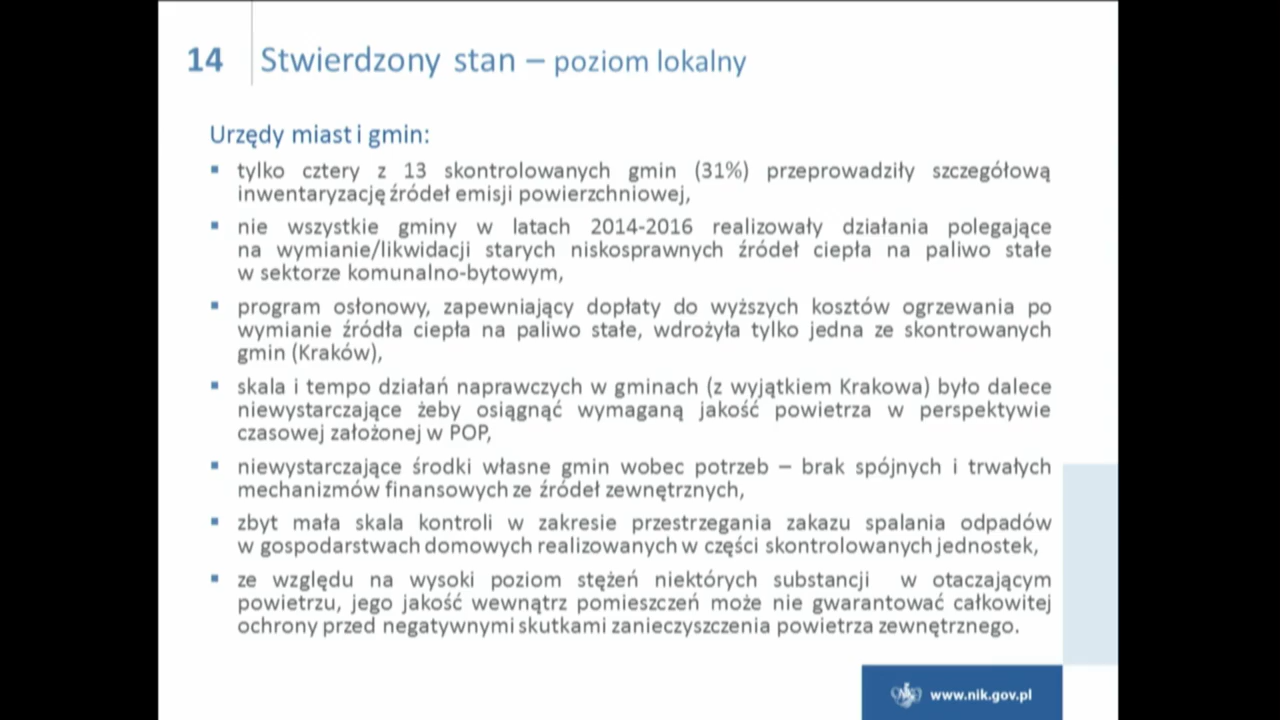 14 Stwierdzony stan – poziom lokalny
Urzędy miast i gmin:
▪ tylko cztery z 13 skontrolowanych gmin (31%) przeprowadziły szczegółową
inwentaryzację źródeł emisji powierzchniowej,
▪ nie wszystkie gminy w latach 2014-2016 realizowały działania polegające
na wymianie/likwidacji starych niskosprawnych źródeł ciepła na paliwo stałe
w sektorze komunalno-bytowym,
▪ program osłonowy, zapewniający dopłaty do wyższych kosztów ogrzewania po
wymianie źródła ciepła na paliwo stałe, wdrożyła tylko jedna ze skontrowanych
gmin (Kraków),
▪ skala i tempo działań naprawczych w gminach (z wyjątkiem Krakowa) było dalece
niewystarczające żeby osiągnąć wymaganą jakość powietrza w perspektywie
czasowej założonej w POP,
▪ niewystarczające środki własne gmin wobec potrzeb – brak spójnych i trwałych
mechanizmów finansowych ze źródeł zewnętrznych,
▪ zbyt mała skala kontroli w zakresie przestrzegania zakazu spalania odpadów
w gospodarstwach domowych realizowanych w części skontrolowanych jednostek,
▪ ze względu na wysoki poziom stężeń niektórych substancji w otaczającym
powietrzu, jego jakość wewnątrz pomieszczeń może nie gwarantować całkowitej
ochrony przed negatywnymi skutkami zanieczyszczenia powietrza zewnętrznego.
www.nik.gov.pl